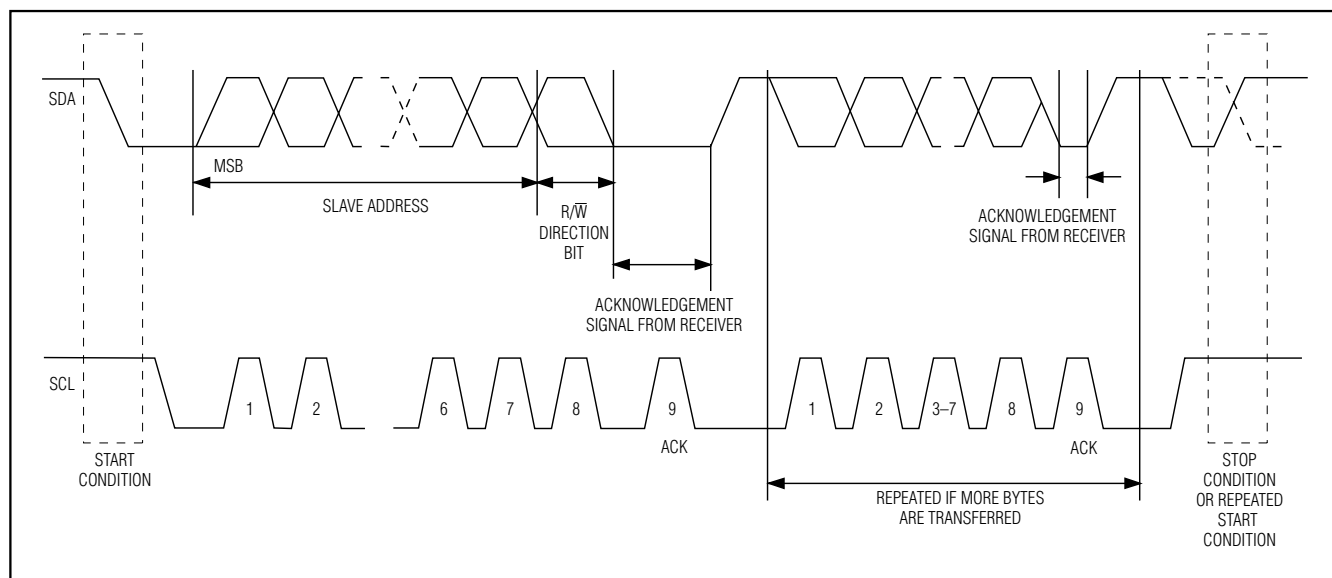 SDA
MSB
SLAVE ADDRESS
R/W̅
DIRECTION
BIT
ACKNOWLEDGEMENT
SIGNAL FROM RECEIVER
ACKNOWLEDGEMENT
SIGNAL FROM RECEIVER
SCL
1 2 6 7 8 9 1 2 3–7 8 9
ACK ACK
START
CONDITION
REPEATED IF MORE BYTES
ARE TRANSFERRED
STOP
CONDITION
OR REPEATED
START
CONDITION